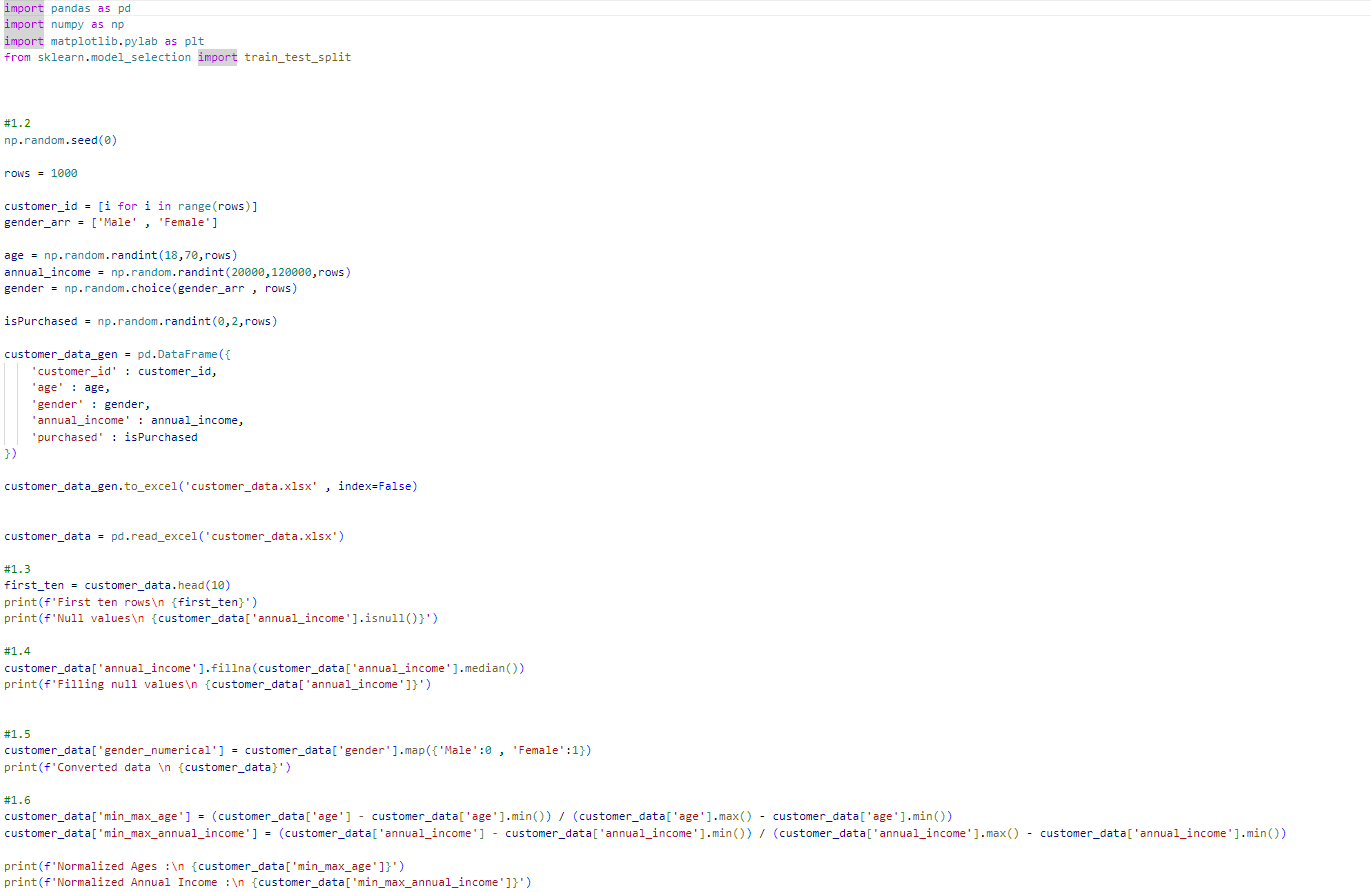 import pandas as pd
import numpy as np
import matplotlib.pylab as plt
from sklearn.model_selection import train_test_split
#1.2
np.random.seed(0)
rows = 1000
customer_id = [i for i in range(rows)]
gender_arr = ['Male' , 'Female']
age = np.random.randint(18,70,rows)
annual_income = np.random.randint(20000,120000,rows)
gender = np.random.choice(gender_arr , rows)
isPurchased = np.random.randint(0,2,rows)
customer_data_gen = pd.DataFrame({
    'customer_id' : customer_id,
    'age' : age,
    'gender' : gender,
    'annual_income' : annual_income,
    'purchased' : isPurchased
})
customer_data_gen.to_excel('customer_data.xlsx' , index=False)
customer_data = pd.read_excel('customer_data.xlsx')
#1.3
first_ten = customer_data.head(10)
print(f'First ten rows\n {first_ten}')
print(f'Null values\n {customer_data['annual_income'].isnull()}')
#1.4
customer_data['annual_income'].fillna(customer_data['annual_income'].median())
print(f'Filling null values\n {customer_data['annual_income']}')
#1.5
customer_data['gender_numerical'] = customer_data['gender'].map({'Male':0 , 'Female':1})
print(f'Converted data \n {customer_data}')
#1.6
customer_data['min_max_age'] = (customer_data['age'] - customer_data['age'].min()) / (customer_data['age'].max() - customer_data['age'].min())
customer_data['min_max_annual_income'] = (customer_data['annual_income'] - customer_data['annual_income'].min()) / (customer_data['annual_income'].max() - customer_data['annual_income'].min())
print(f'Normalized Ages :\n {customer_data['min_max_age']}')
print(f'Normalized Annual Income :\n {customer_data['min_max_annual_income']}')